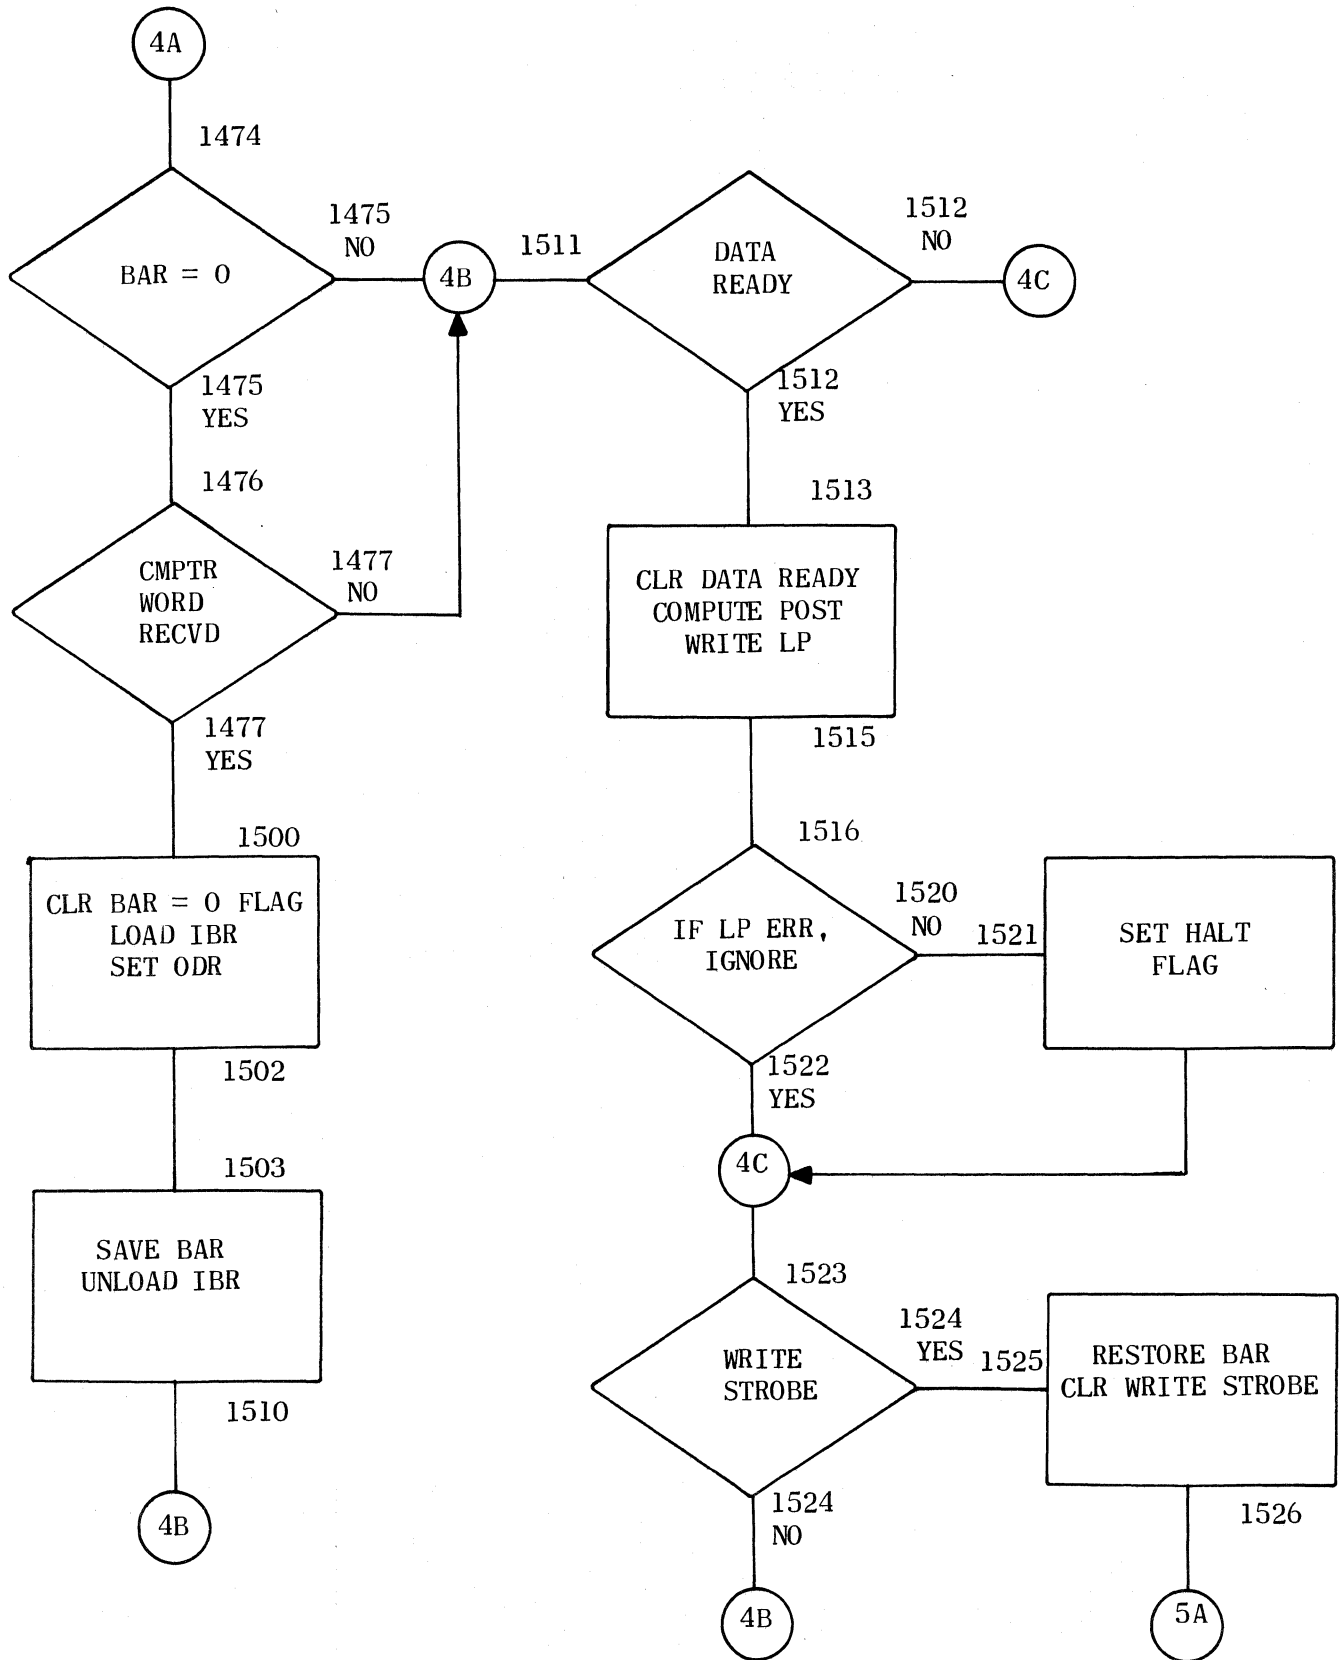 4A
1474
BAR = 0
1475
NO
4B
1475
YES
1476
CMPTR
WORD
RECVD
1477
NO
1477
YES
1500
CLR BAR = 0 FLAG
LOAD IBR
SET ODR
1502
1503
SAVE BAR
UNLOAD IBR
1510
4B
1511
DATA
READY
1512
NO
4C
1512
YES
1513
CLR DATA READY
COMPUTE POST
WRITE LP
1515
1516
IF LP ERR,
IGNORE
1520
NO
1521
SET HALT
FLAG
1522
YES
4C
1523
WRITE
STROBE
1524
YES
1525
RESTORE BAR
CLR WRITE STROBE
1526
5A
1524
NO
4B